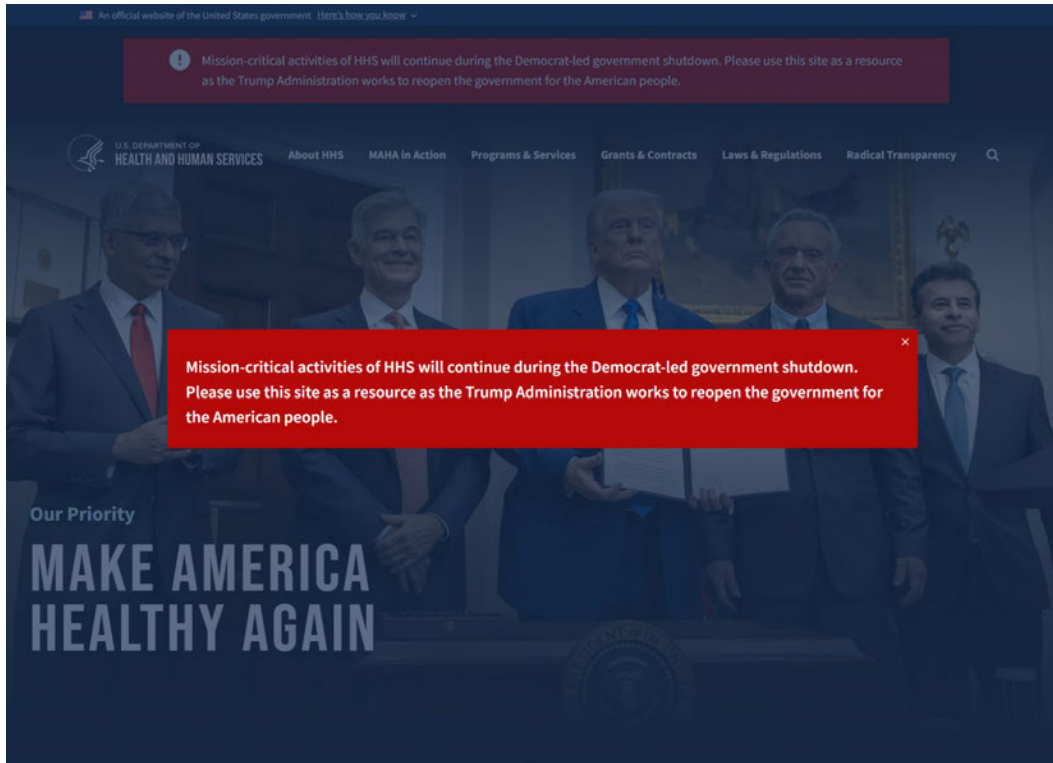 An official website of the United States government Here's how you know
Mission-critical activities of HHS will continue during the Democrat-led government shutdown. Please use this site as a resource
as the Trump Administration works to reopen the government for the American people.
U.S. DEPARTMENT OF
HEALTH AND HUMAN SERVICES
About HHS MAHA in Action Programs & Services Grants & Contracts Laws & Regulations Radical Transparency
Mission-critical activities of HHS will continue during the Democrat-led government shutdown.
Please use this site as a resource as the Trump Administration works to reopen the government for
the American people.
Our Priority
MAKE AMERICA
HEALTHY AGAIN